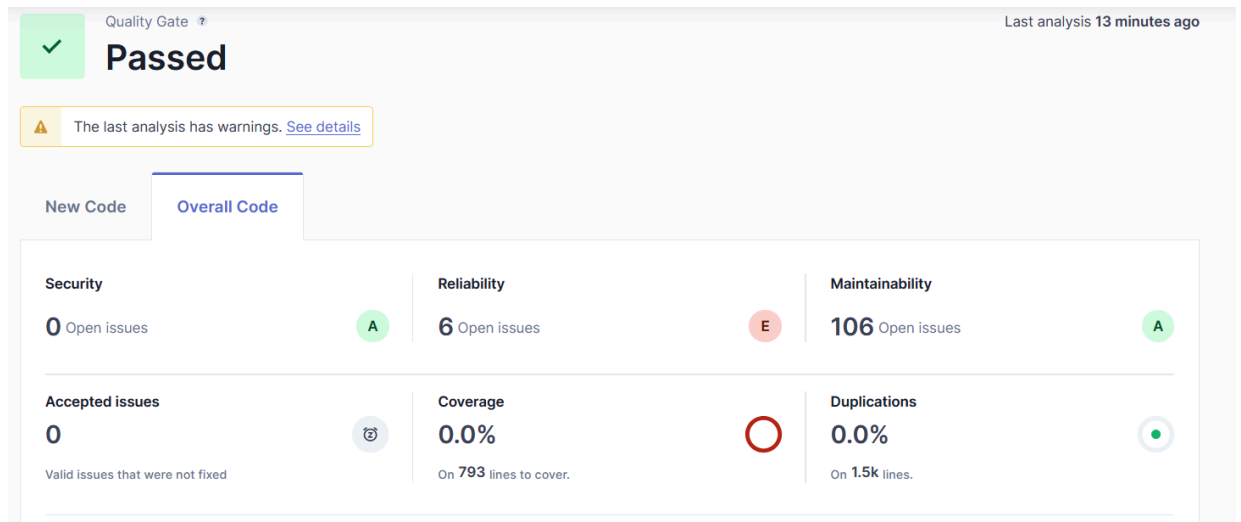 Quality Gate ?
Last analysis 13 minutes ago
Passed
The last analysis has warnings. See details
New Code
Overall Code
Security
Reliability
Maintainability
0 Open issues
A
6 Open issues
E
106 Open issues
A
Accepted issues
Coverage
Duplications
0
0.0%
0.0%
Valid issues that were not fixed
On 793 lines to cover.
On 1.5k lines.